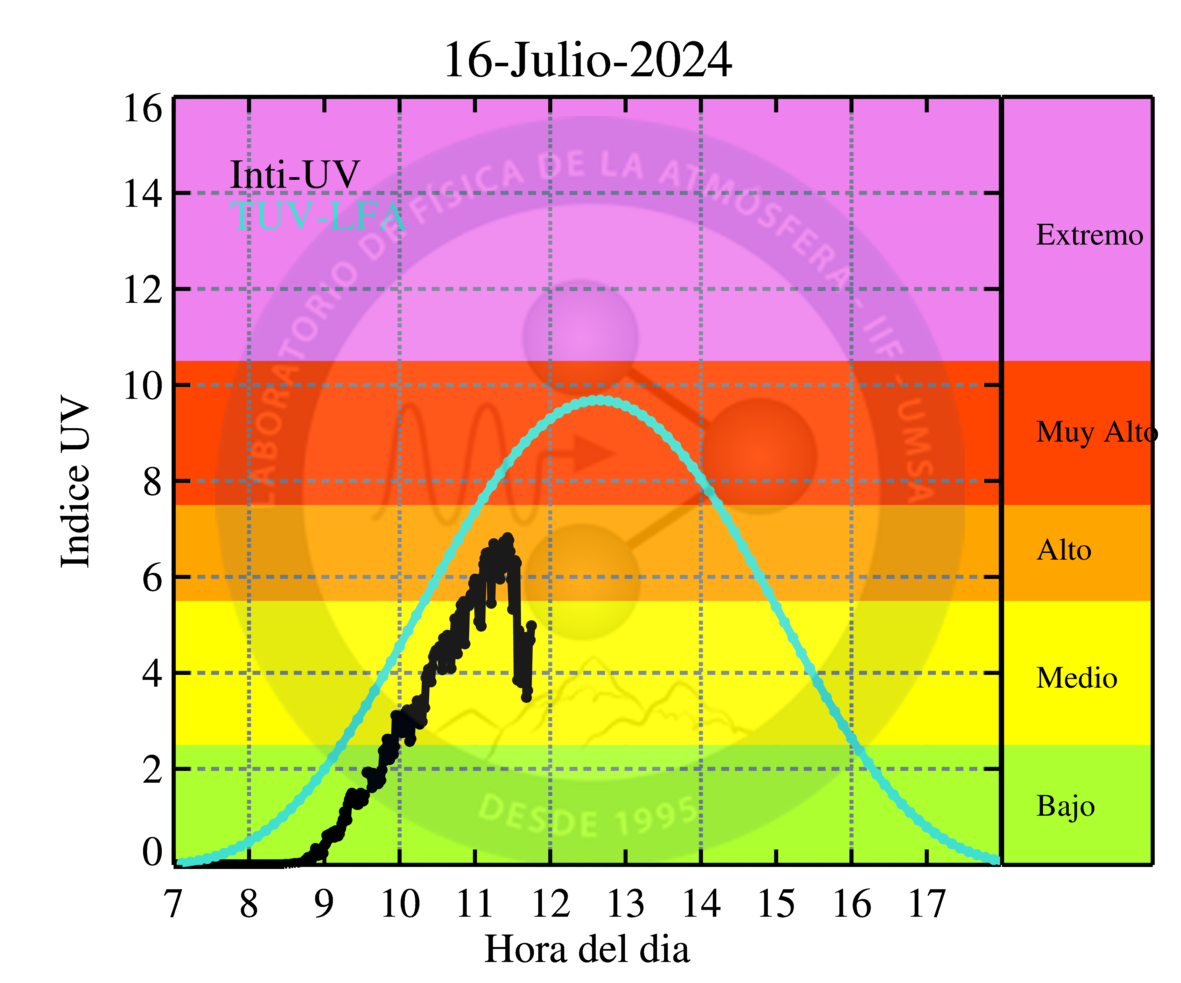 16-Julio-2024
16
14
12
10
8
6
4
2
0
Indice UV
Inti-UV
TUV-LFA
LABORATORIO DE FÍSICA DE LA ATMÓSFERA - IIF - UMSA
DESDE 1995
Extremo
Muy Alto
Alto
Medio
Bajo
7 8 9 10 11 12 13 14 15 16 17
Hora del dia